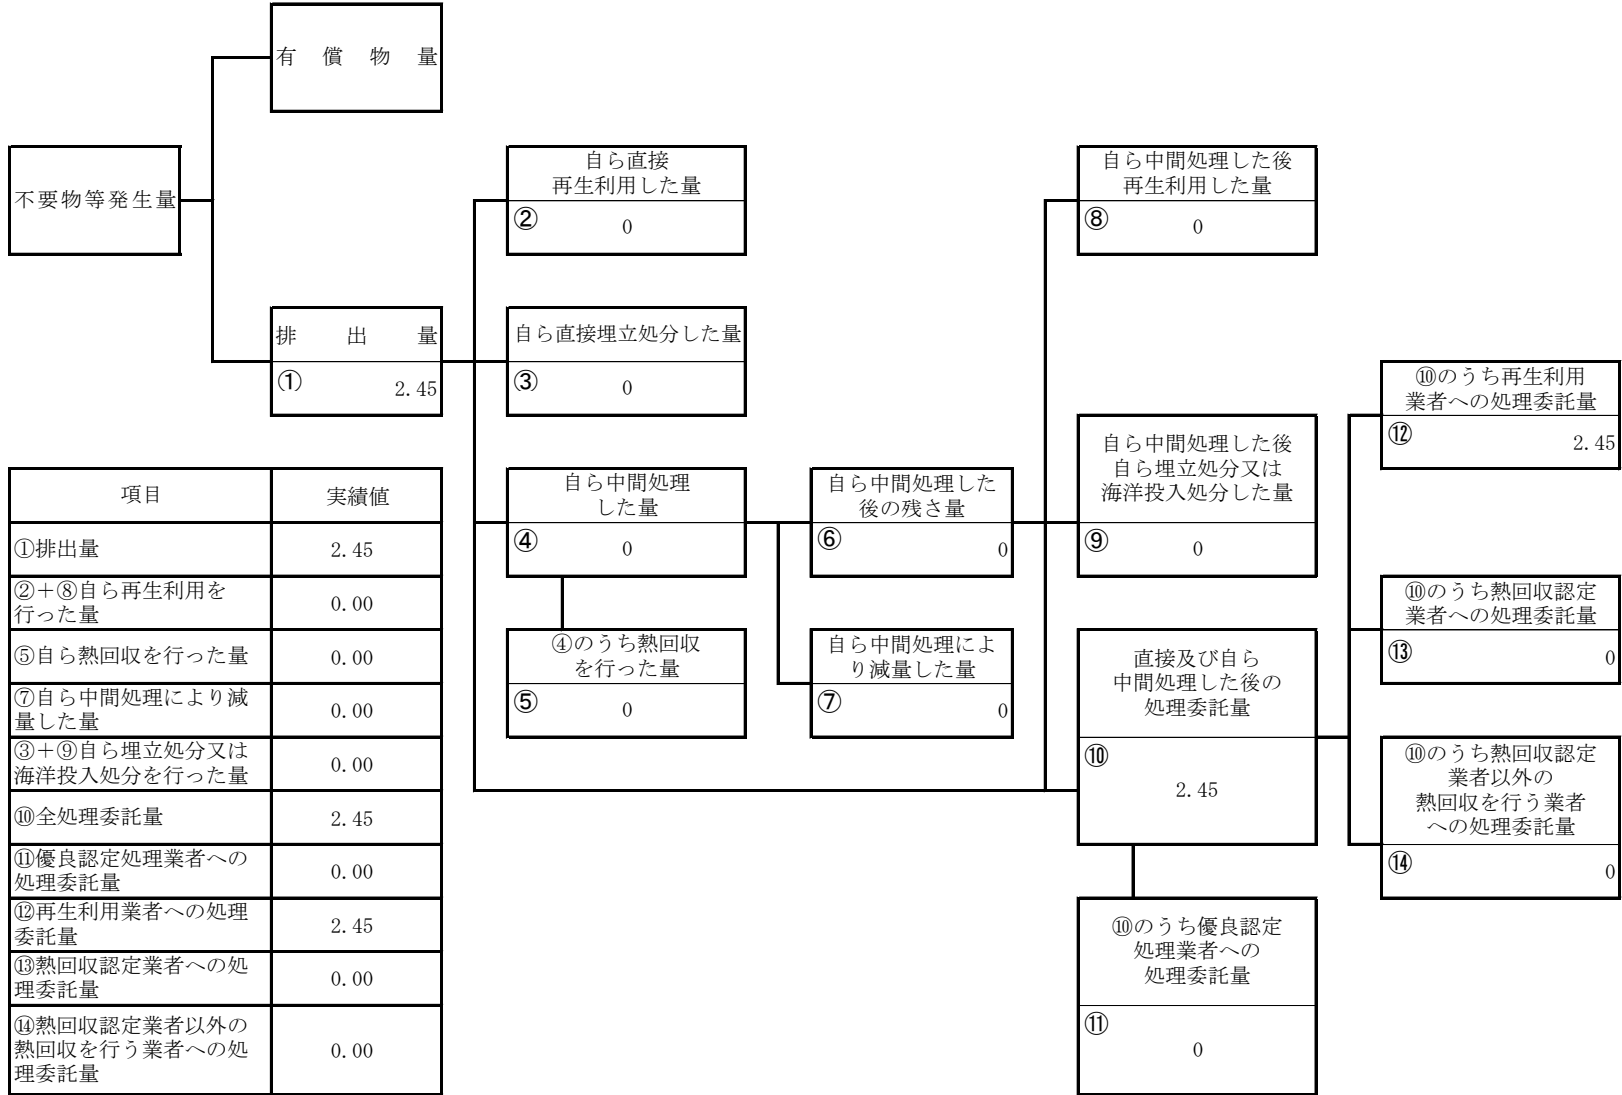 有償物量
不要物等発生量
排出量
① 2.45
自ら直接
再生利用した量
② 0
自ら直接埋立処分した量
③ 0
自ら中間処理
した量
④ 0
④のうち熱回収
を行った量
⑤ 0
自ら中間処理した
後の残さ量
⑥ 0
自ら中間処理によ
り減量した量
⑦ 0
自ら中間処理した後
再生利用した量
⑧ 0
自ら中間処理した後
自ら埋立処分又は
海洋投入処分した量
⑨ 0
直接及び自ら
中間処理した後の
処理委託量
⑩
2.45
⑩のうち優良認定
処理業者への
処理委託量
⑪
0
⑩のうち再生利用
業者への処理委託量
⑫ 2.45
⑩のうち熱回収認定
業者への処理委託量
⑬ 0
⑩のうち熱回収認定
業者以外の
熱回収を行う業者
への処理委託量
⑭ 0
項目 実績値
①排出量 2.45
②+⑧自ら再生利用を
行った量 0.00
⑤自ら熱回収を行った量 0.00
⑦自ら中間処理により減
量した量 0.00
③+⑨自ら埋立処分又は
海洋投入処分を行った量 0.00
⑩全処理委託量 2.45
⑪優良認定処理業者への
処理委託量 0.00
⑫再生利用業者への処理
委託量 2.45
⑬熱回収認定業者への処
理委託量 0.00
⑭熱回収認定業者以外の
熱回収を行う業者への処
理委託量 0.00